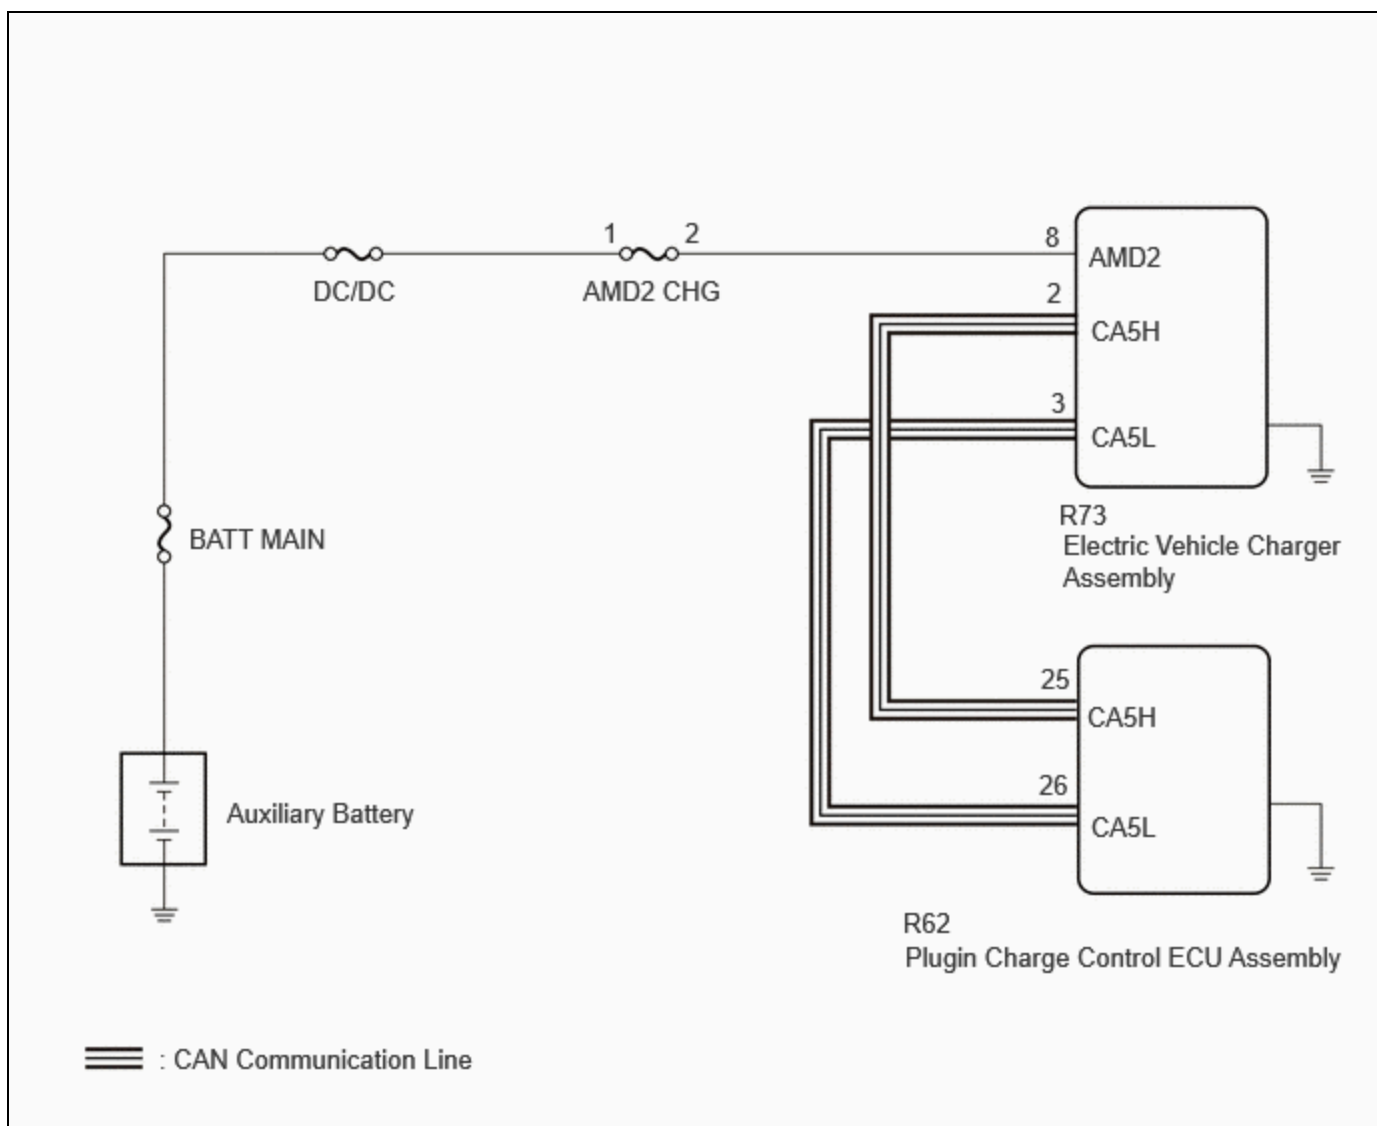 1 2 8
DC/DC
AMD2 CHG
AMD2
2
CA5H
3
CA5L
R73
Electric Vehicle Charger
Assembly
BATT MAIN
25
CA5H
26
CA5L
Auxiliary Battery
R62
Plugin Charge Control ECU Assembly
: CAN Communication Line